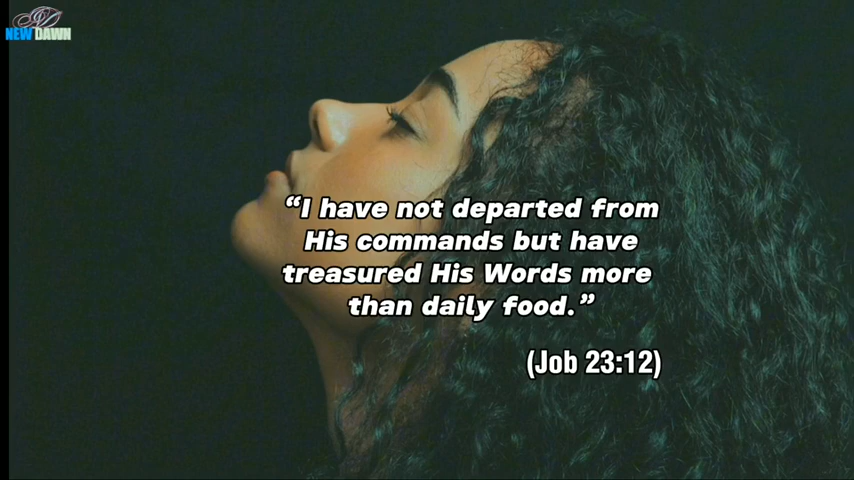 NEW DAWN
“I have not departed from
His commands but have
treasured His Words more
than daily food.”
(Job 23:12)